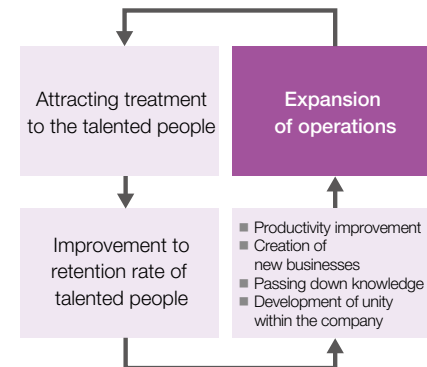 Attracting treatment
to the talented people
Expansion
of operations
Improvement to
retention rate of
talented people
■ Productivity improvement
■ Creation of
new businesses
■ Passing down knowledge
■ Development of unity
within the company